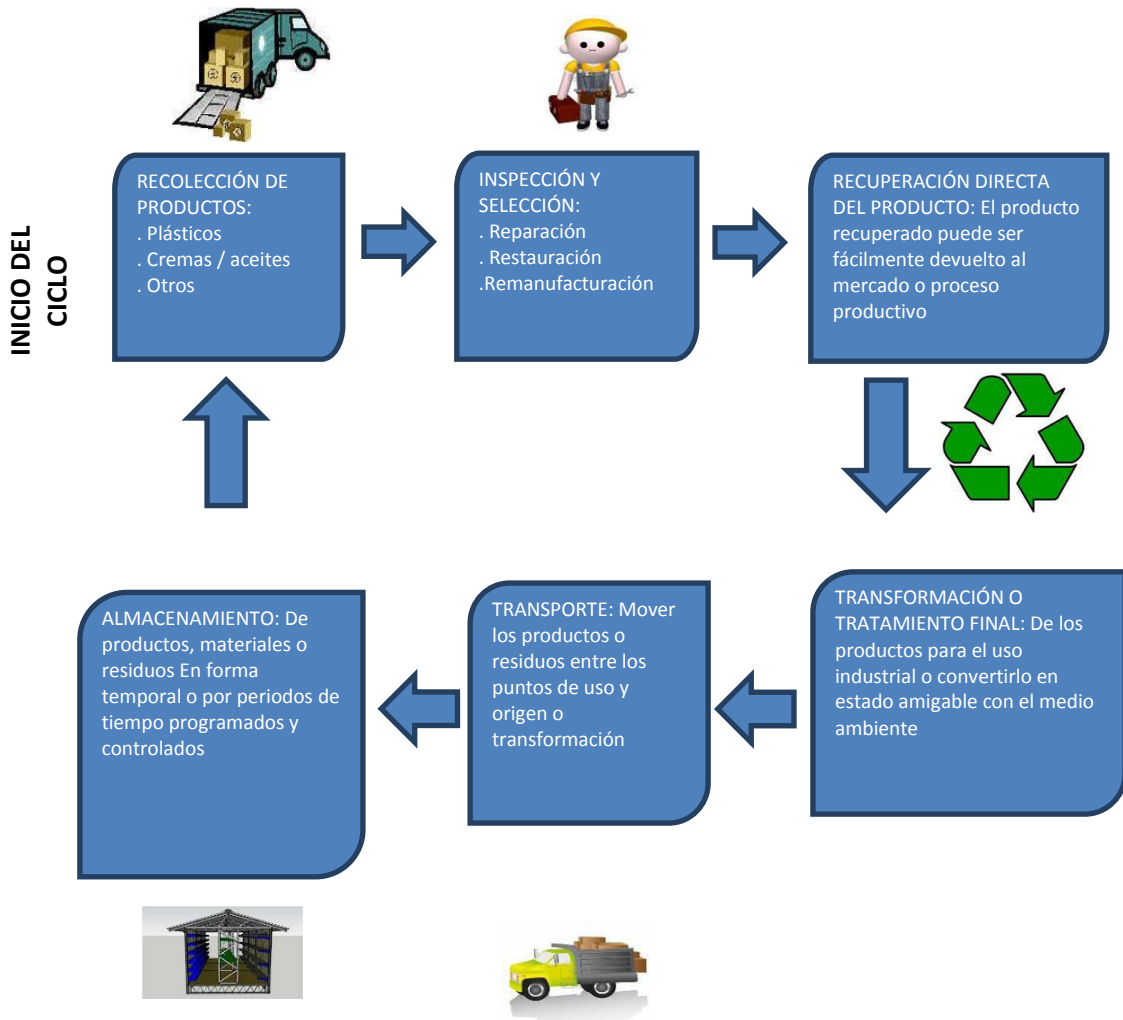 INICIO DEL
CICLO
RECOLECCIÓN DE
PRODUCTOS:
. Plásticos
. Cremas / aceites
. Otros
INSPECCIÓN Y
SELECCIÓN:
. Reparación
. Restauración
.Remanufacturación
RECUPERACIÓN DIRECTA
DEL PRODUCTO: El producto
recuperado puede ser
fácilmente devuelto al
mercado o proceso
productivo
TRANSFORMACIÓN O
TRATAMIENTO FINAL: De los
productos para el uso
industrial o convertirlo en
estado amigable con el medio
ambiente
TRANSPORTE: Mover
los productos o
residuos entre los
puntos de uso y
origen o
transformación
ALMACENAMIENTO: De
productos, materiales o
residuos En forma
temporal o por periodos de
tiempo programados y
controlados